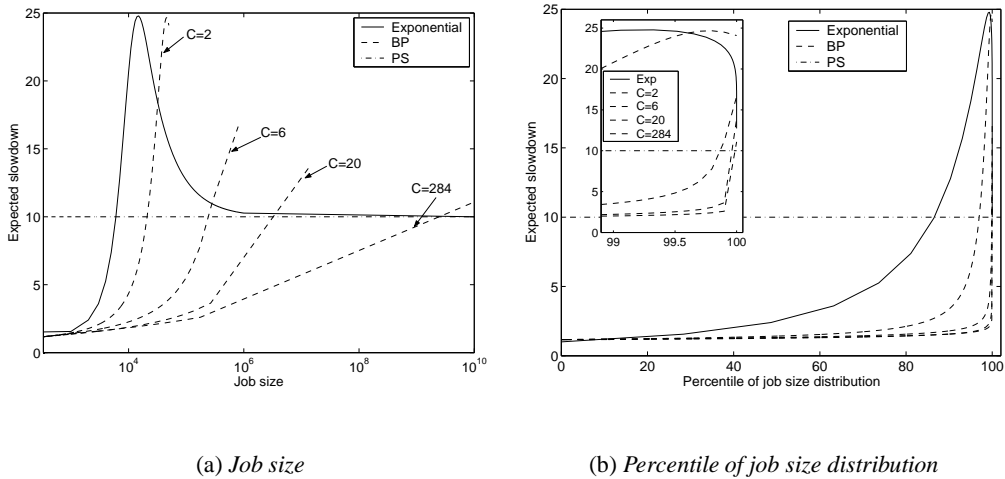 25
20
15
10
5
0
Expected slowdown
10^4
10^6
10^8
10^10
Job size
C=2
C=6
C=20
C=284
Exponential
BP
PS
(a) Job size
25
20
15
10
5
0
Expected slowdown
0
20
40
60
80
100
Percentile of job size distribution
Exponential
BP
PS
25
20
15
10
5
0
99
99.5
100
Exp
C=2
C=6
C=20
C=284
(b) Percentile of job size distribution